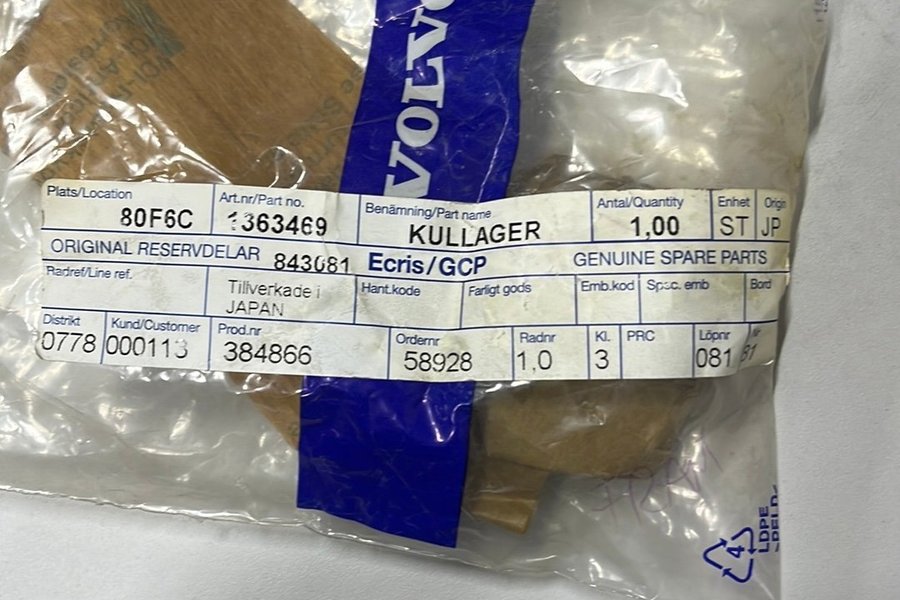 VOLVO
Plats/Location Art.nr/Part no. Benämning/Part name Antal/Quantity Enhet Origin
80F6C 1363469 KULLAGER 1,00 ST JP
ORIGINAL RESERVDELAR 843081 Ecris/GCP GENUINE SPARE PARTS
Radref/Line ref. Tillverkade i Hant.kode Farligt gods Emb.kod Spec. emb Bord
JAPAN
Distrikt Kund/Customer Prod.nr Ordernr Radnr Kl. PRC Löpnr
0778 000113 384866 58928 1,0 3 081 81
4
LDPE